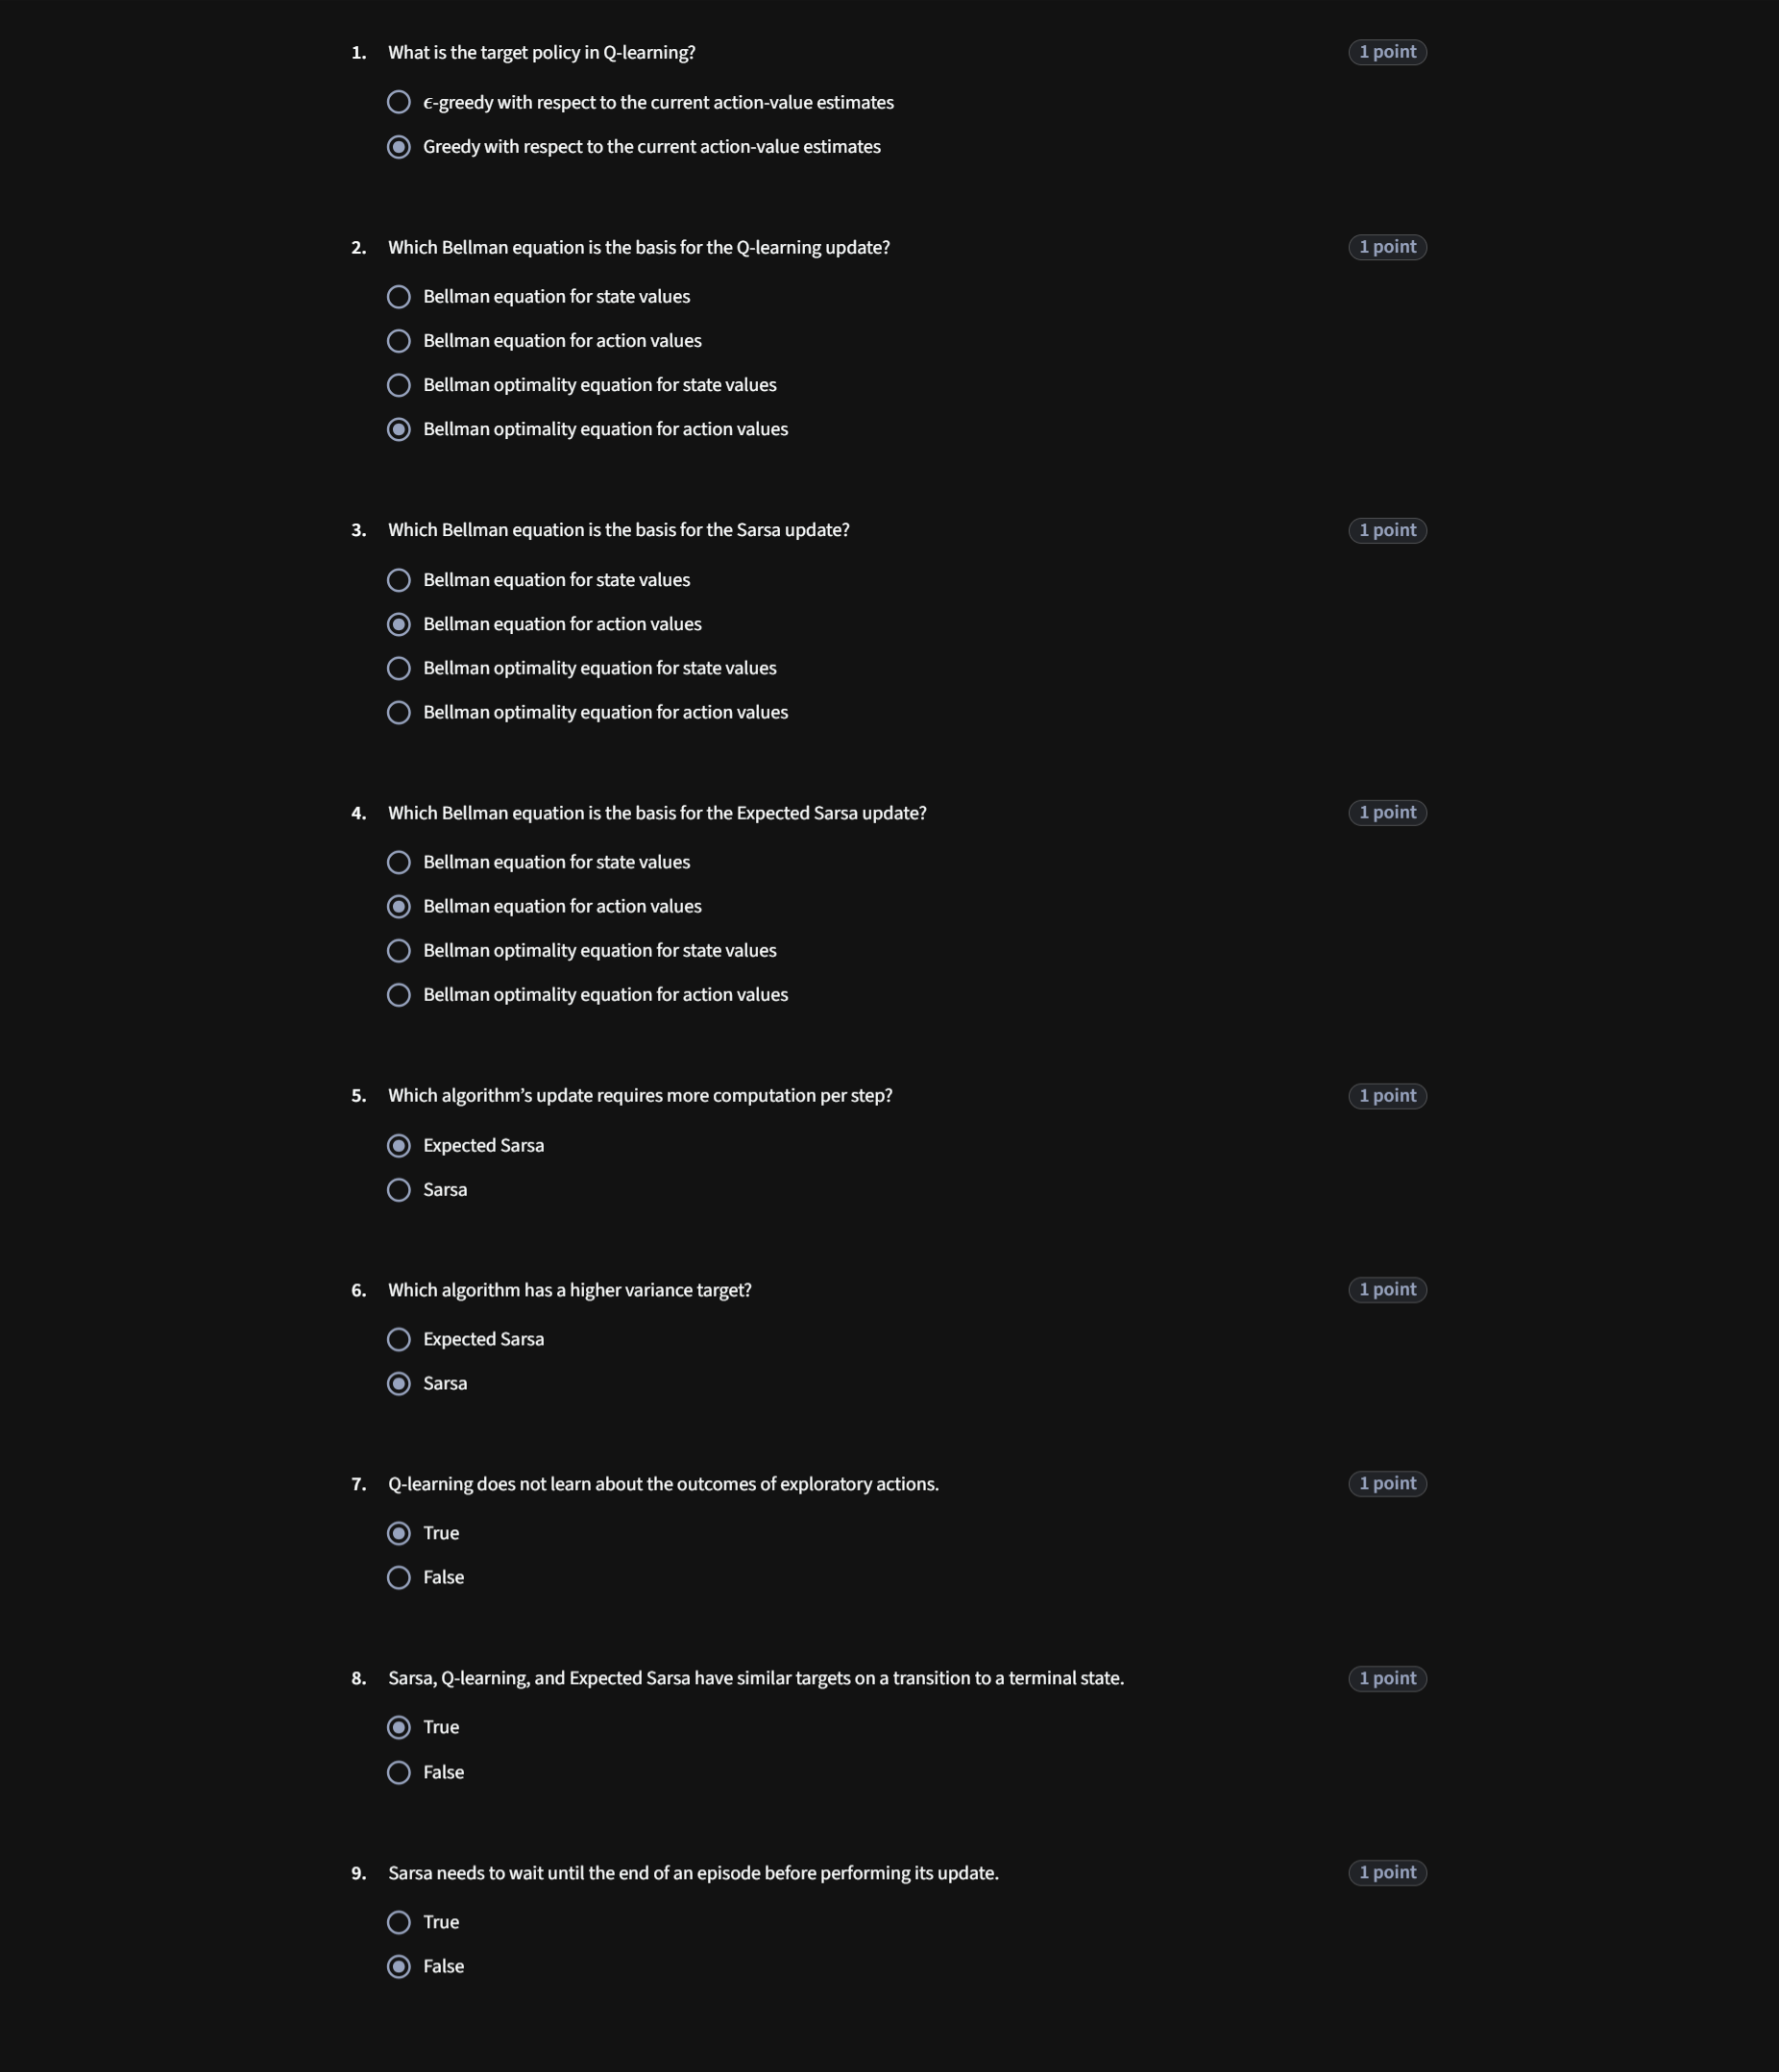 1. What is the target policy in Q-learning? 1 point
ϵ-greedy with respect to the current action-value estimates
Greedy with respect to the current action-value estimates
2. Which Bellman equation is the basis for the Q-learning update? 1 point
Bellman equation for state values
Bellman equation for action values
Bellman optimality equation for state values
Bellman optimality equation for action values
3. Which Bellman equation is the basis for the Sarsa update? 1 point
Bellman equation for state values
Bellman equation for action values
Bellman optimality equation for state values
Bellman optimality equation for action values
4. Which Bellman equation is the basis for the Expected Sarsa update? 1 point
Bellman equation for state values
Bellman equation for action values
Bellman optimality equation for state values
Bellman optimality equation for action values
5. Which algorithm’s update requires more computation per step? 1 point
Expected Sarsa
Sarsa
6. Which algorithm has a higher variance target? 1 point
Expected Sarsa
Sarsa
7. Q-learning does not learn about the outcomes of exploratory actions. 1 point
True
False
8. Sarsa, Q-learning, and Expected Sarsa have similar targets on a transition to a terminal state. 1 point
True
False
9. Sarsa needs to wait until the end of an episode before performing its update. 1 point
True
False